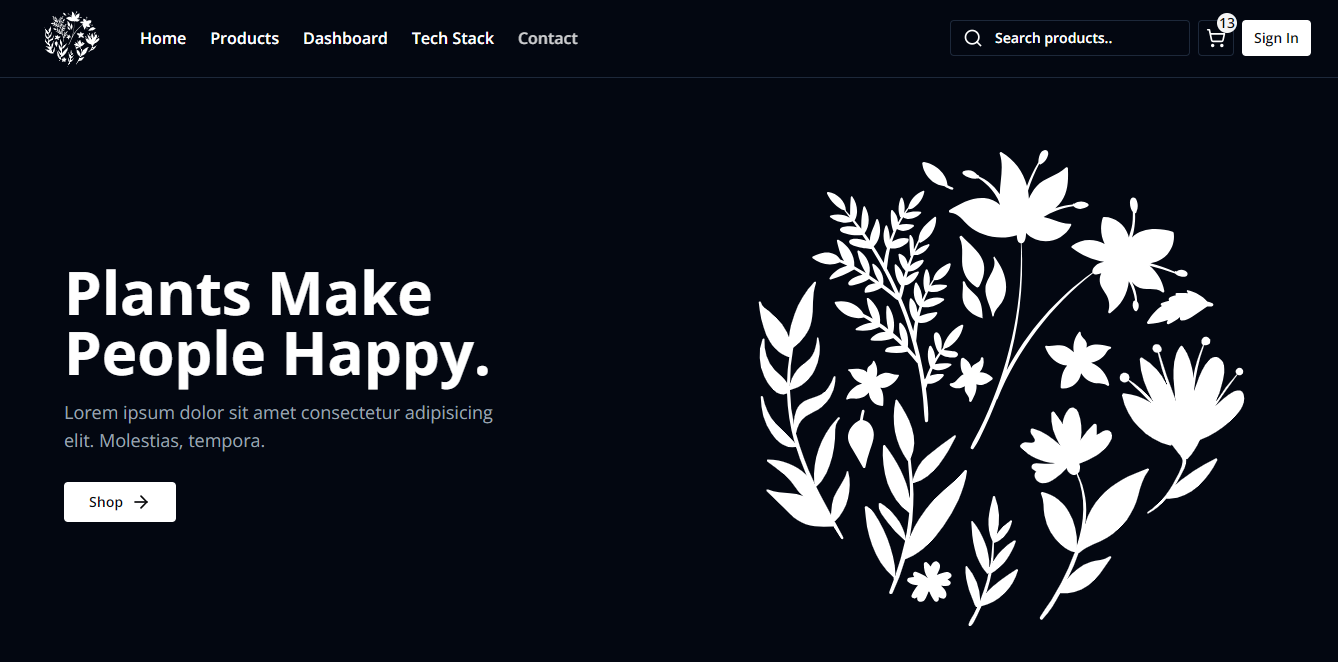 Home Products Dashboard Tech Stack Contact Search products.. 13 Sign In
Plants Make
People Happy.
Lorem ipsum dolor sit amet consectetur adipisicing
elit. Molestias, tempora.
Shop